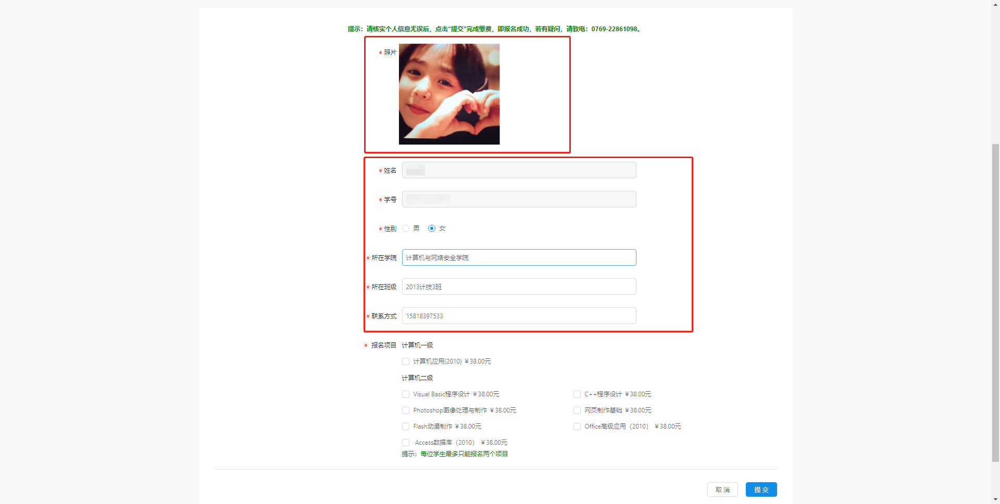 提示：请核实个人信息无误后，点击“提交”完成缴费，即报名成功，若有疑问，请致电：0769-22861098。
* 照片
* 姓名
* 学号
* 性别 男 女
* 所在学院 计算机与网络安全学院
* 所在班级 2013计技3班
* 联系方式 15818397533
* 报名项目 计算机一级
计算机应用(2010) ￥38.00元
计算机二级
Visual Basic程序设计 ￥38.00元 C++程序设计 ￥38.00元
Photoshop图像处理与制作 ￥38.00元 网页制作基础 ￥38.00元
Flash动漫制作 ￥38.00元 Office高级应用（2010） ￥38.00元
Access数据库（2010） ￥38.00元
提示：每位学生最多只能报名两个项目
取 消 提 交